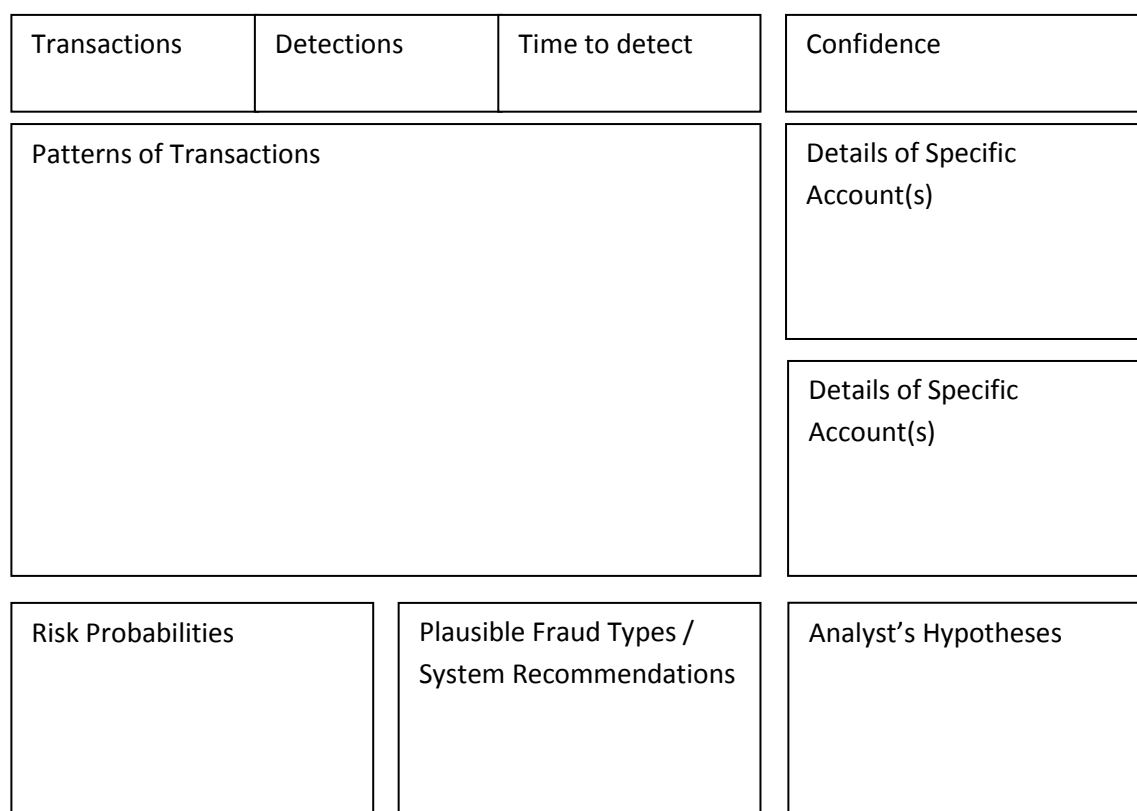 Transactions
Detections
Time to detect
Confidence
Patterns of Transactions
Details of Specific
Account(s)
Details of Specific
Account(s)
Risk Probabilities
Plausible Fraud Types /
System Recommendations
Analyst’s Hypotheses